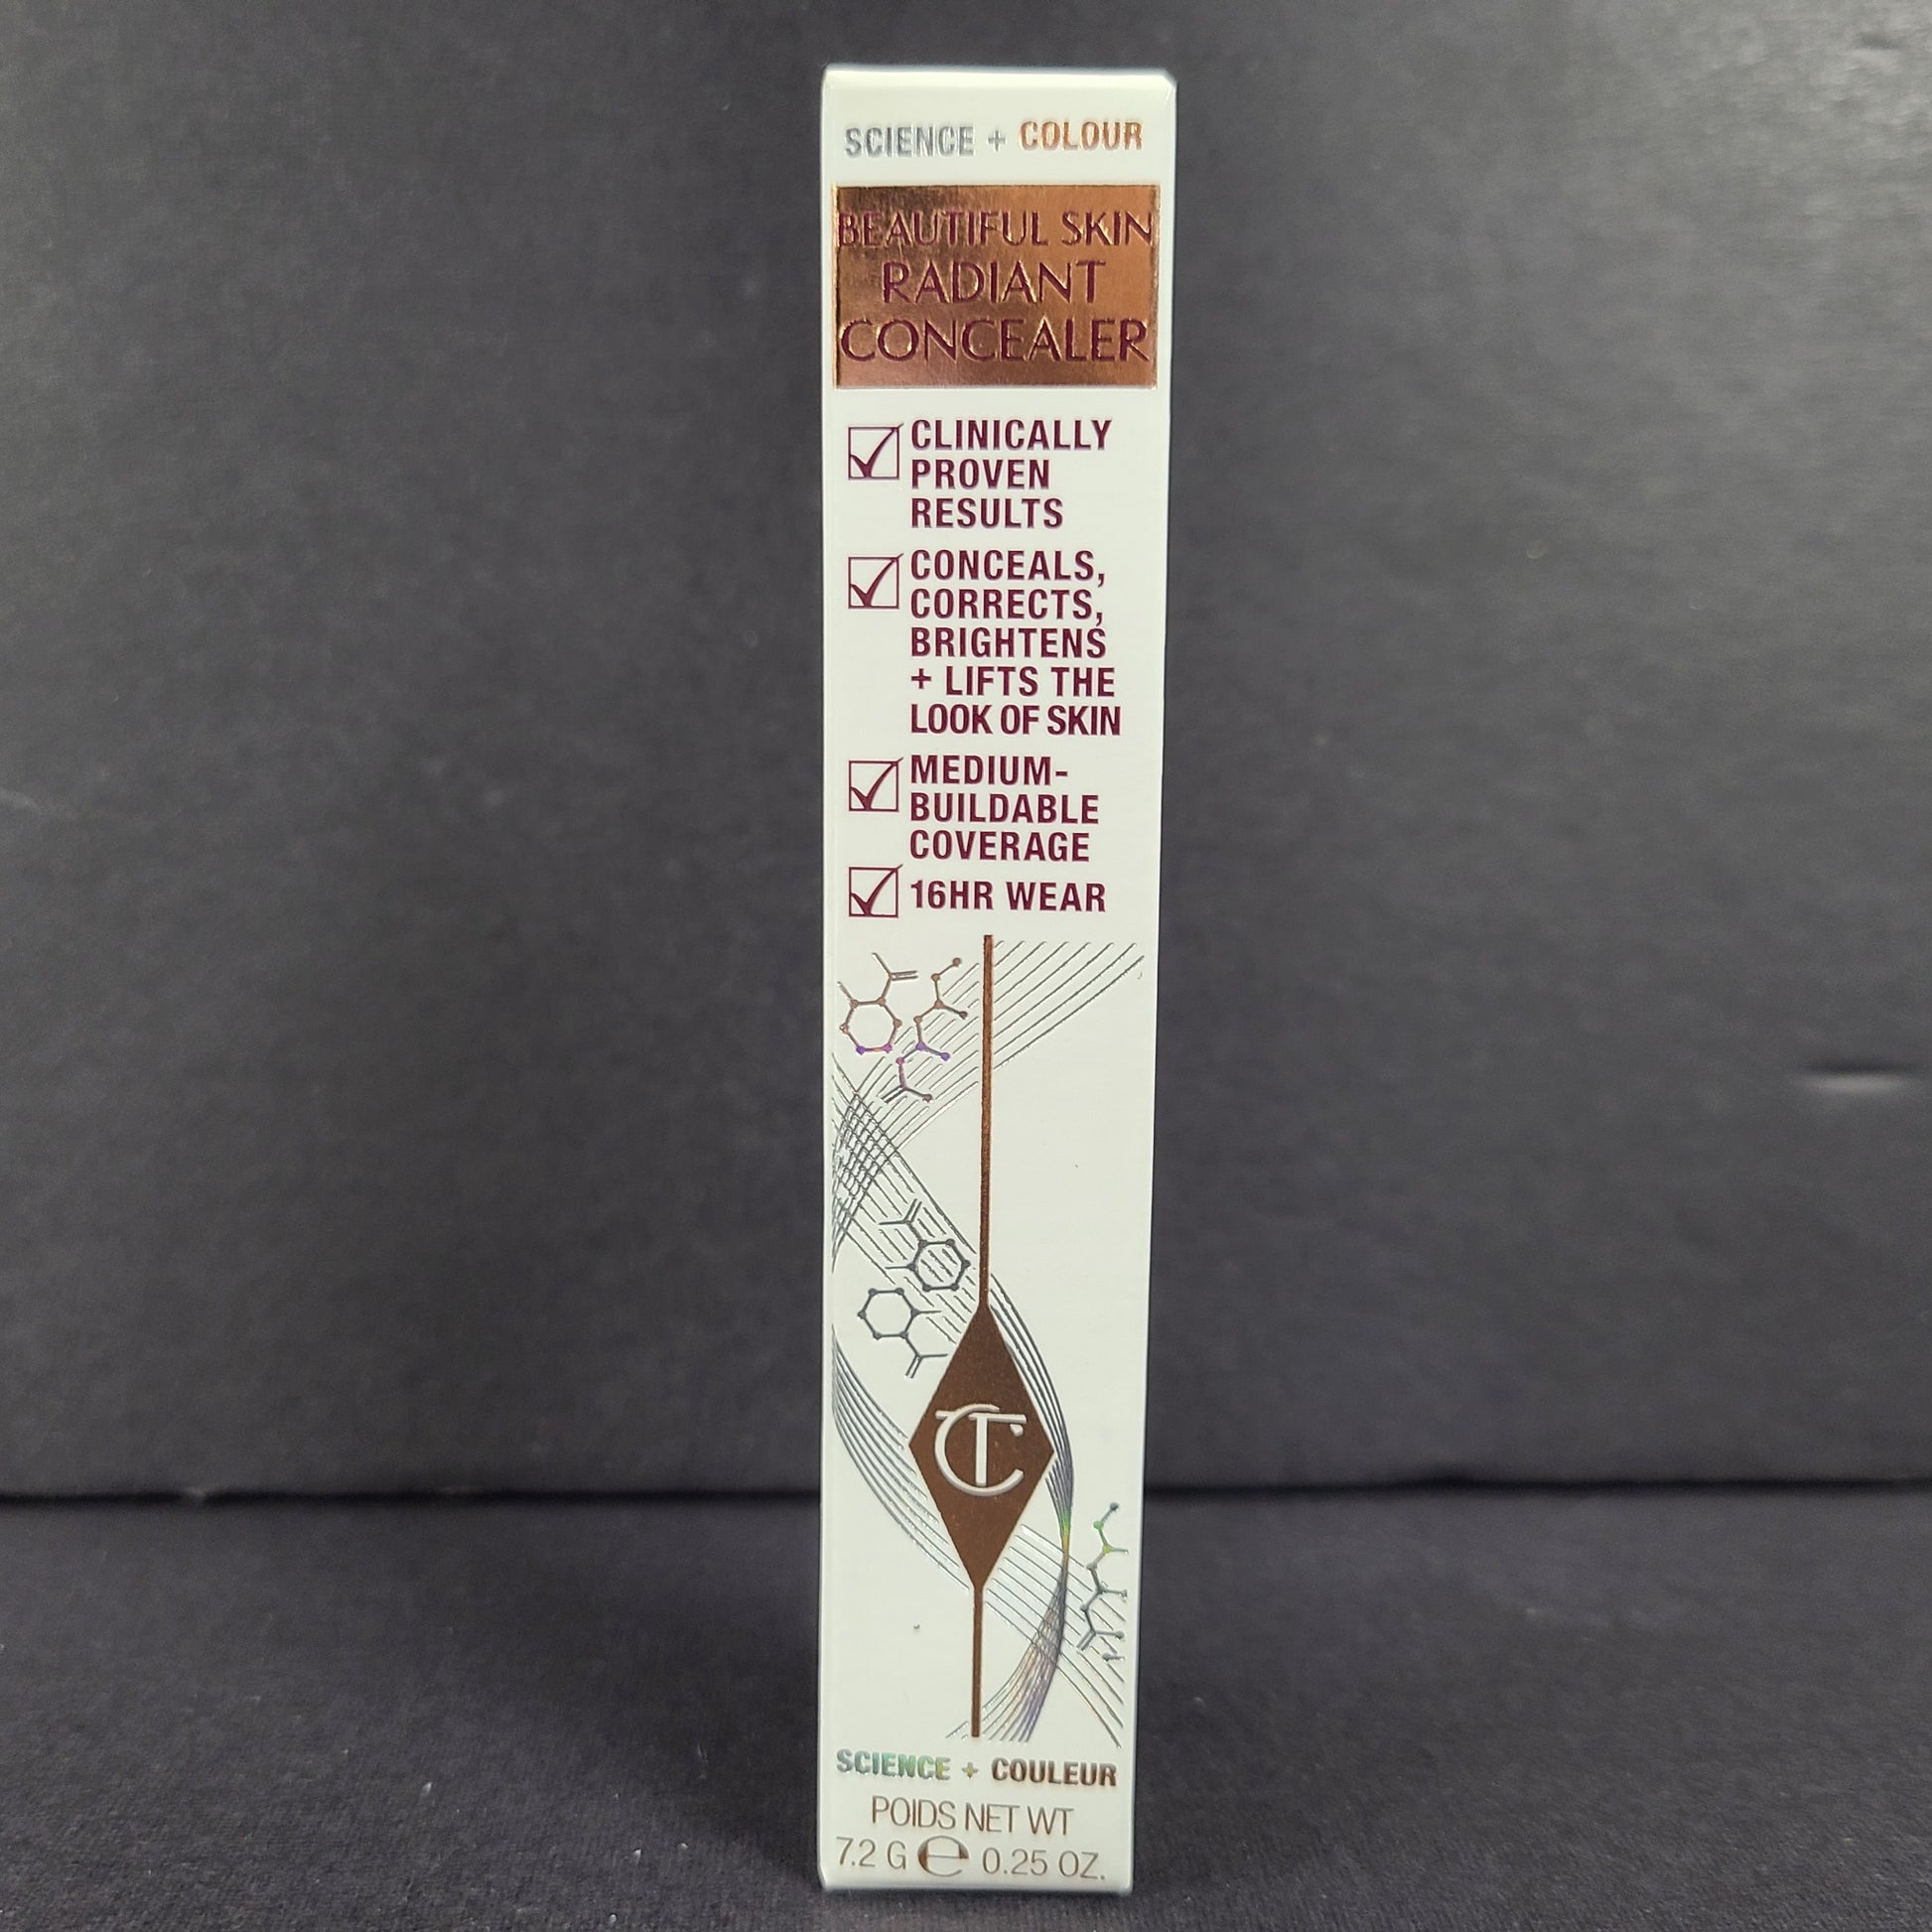 SCIENCE + COLOUR
BEAUTIFUL SKIN
RADIANT
CONCEALER
CLINICALLY
PROVEN
RESULTS
CONCEALS,
CORRECTS,
BRIGHTENS
+ LIFTS THE
LOOK OF SKIN
MEDIUM-
BUILDABLE
COVERAGE
16HR WEAR
CT
SCIENCE + COULEUR
POIDS NET WT
7.2 G ℮ 0.25 OZ.